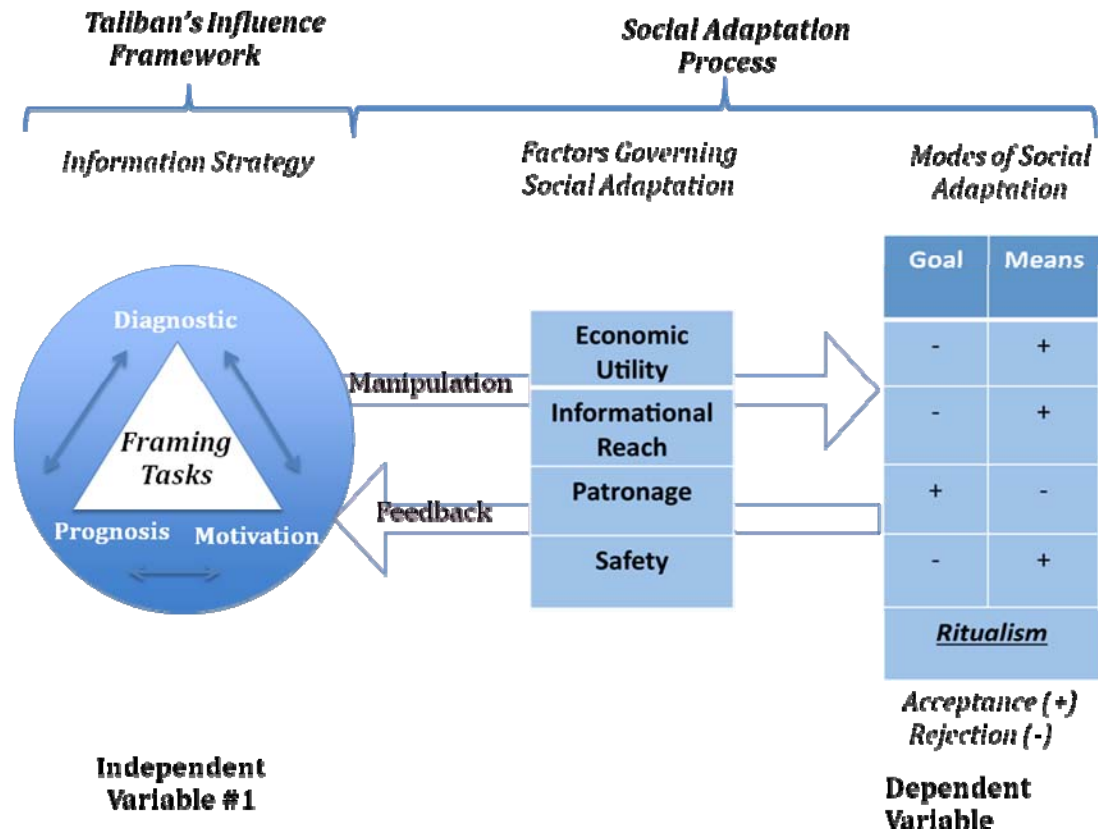 Taliban's Influence
Framework
Social Adaptation
Process
Information Strategy
Factors Governing
Social Adaptation
Modes of Social
Adaptation
Goal Means
Diagnostic
Framing
Tasks
Prognosis Motivation
Manipulation
Feedback
Economic
Utility
Informational
Reach
Patronage
Safety
- +
- +
+ -
- +
Ritualism
Acceptance (+)
Rejection (-)
Independent
Variable #1
Dependent
Variable